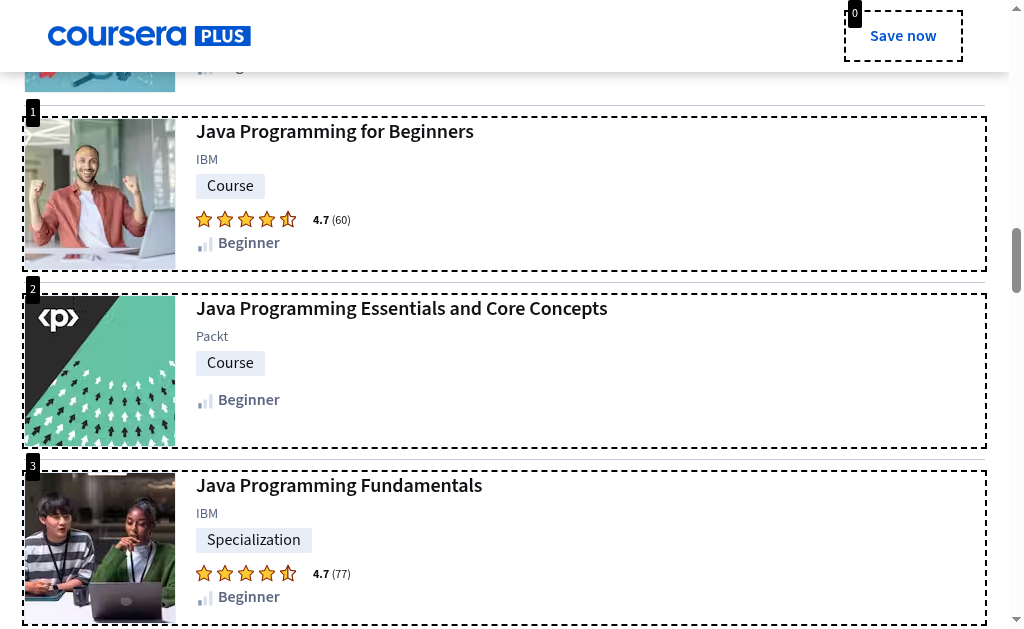 coursera PLUS
0
Save now
1
Java Programming for Beginners
IBM
Course
4.7 (60)
Beginner
2
<p>
Java Programming Essentials and Core Concepts
Packt
Course
Beginner
3
Java Programming Fundamentals
IBM
Specialization
4.7 (77)
Beginner